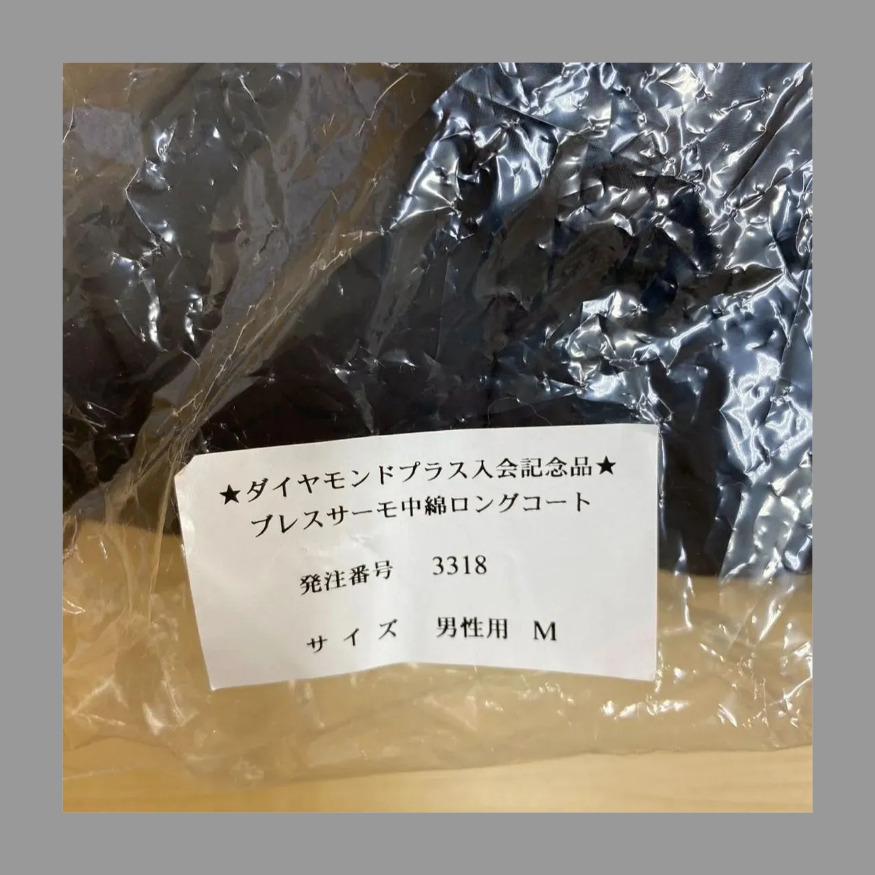 ★ダイヤモンドプラス入会記念品★
ブレスサーモ中綿ロングコート
発注番号 3318
サイズ 男性用 M